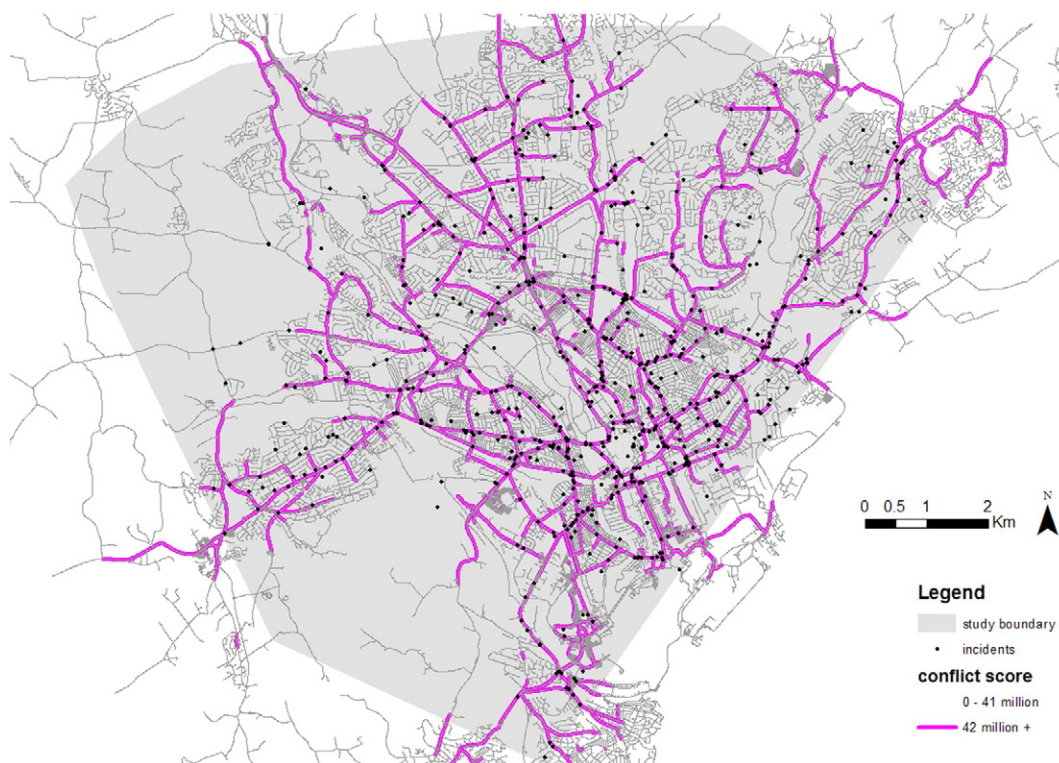 0 0.5 1 2
Km
N
Legend
study boundary
incidents
conflict score
0 - 41 million
42 million +